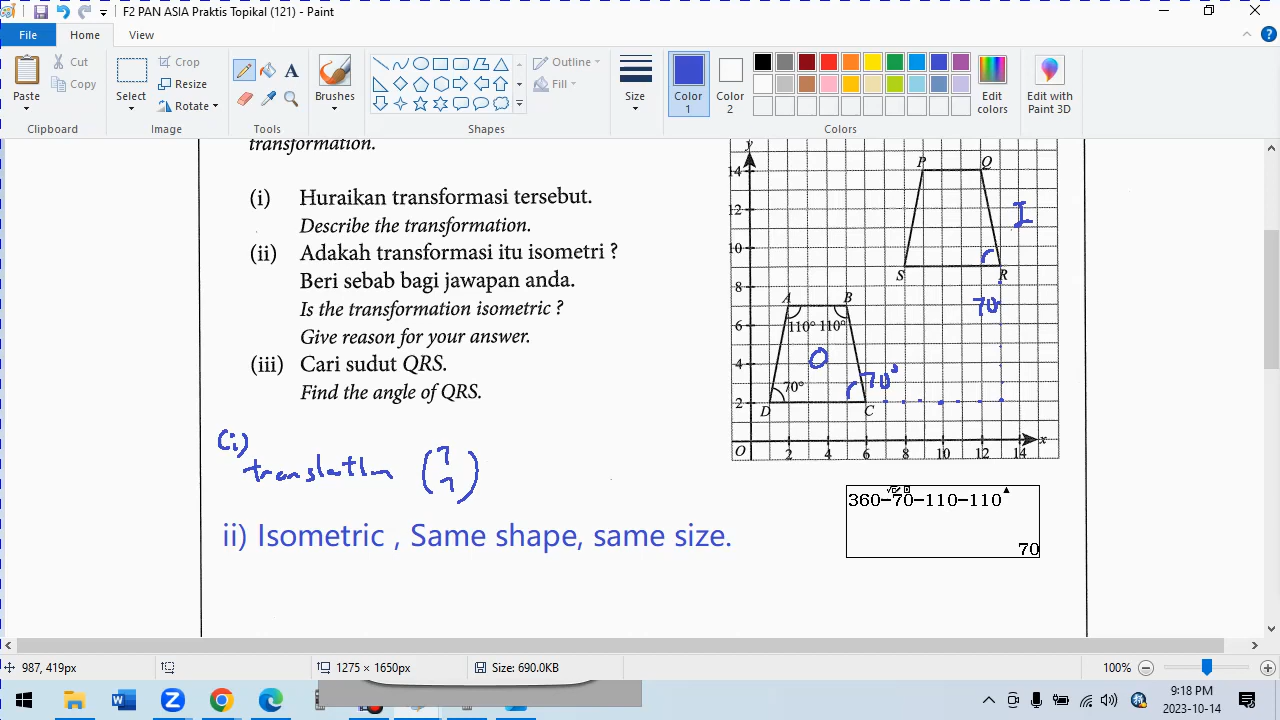 F2 PAN ASIA Praktis Topikal (121) - Paint
File Home View
Paste Cut Copy Select Crop Resize Rotate Brushes Outline Fill Size Color 1 Color 2 Edit colors Edit with Paint 3D
Clipboard Image Tools Shapes Colors
transformation.
(i) Huraikan transformasi tersebut.
Describe the transformation.
(ii) Adakah transformasi itu isometri ?
Beri sebab bagi jawapan anda.
Is the transformation isometric ?
Give reason for your answer.
(iii) Cari sudut QRS.
Find the angle of QRS.
y
14 P Q
12 I
10
8 S R
A B 70
6 110° 110°
4 O
70° 70°
2
D C
O 2 4 6 8 10 12 14 x
(i)
translation (7
7)
ii) Isometric , Same shape, same size.
360-70-110-110
70
987, 419px 1275 × 1650px Size: 690.0KB 100%
9:18 PM
2023-10-14